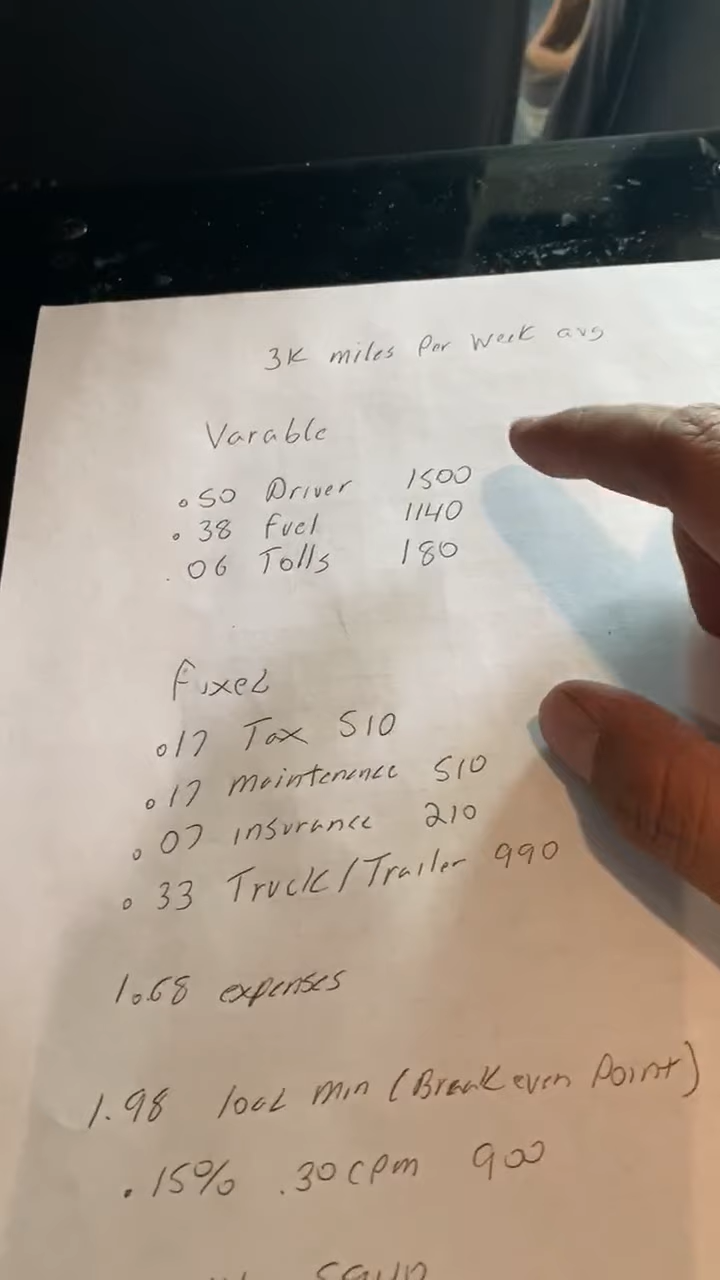 3K miles Per Week avg
Varable
.50 Driver 1500
.38 fuel 1140
.06 Tolls 180
fixed
.17 Tax 510
.17 maintenence 510
.07 insurance 210
.33 Truck/Trailer 990
1.68 expenses
1.98 load min (Break even Point)
.15% .30 cpm 900